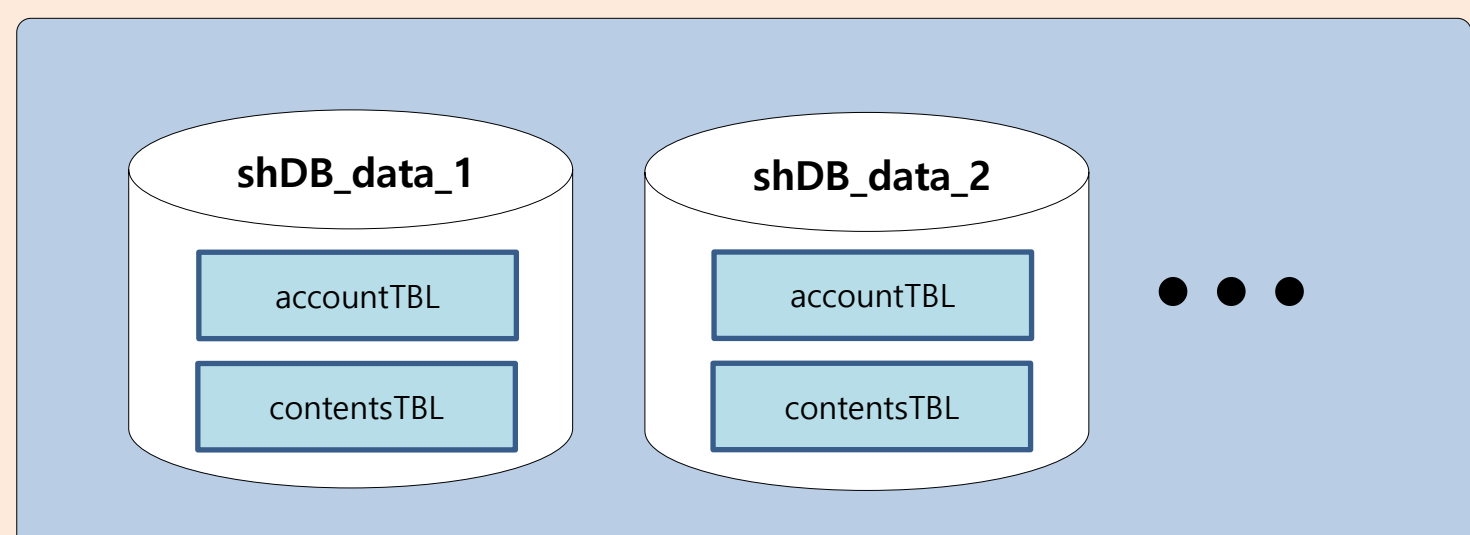 shDB_data_1
accountTBL
contentsTBL
shDB_data_2
accountTBL
contentsTBL